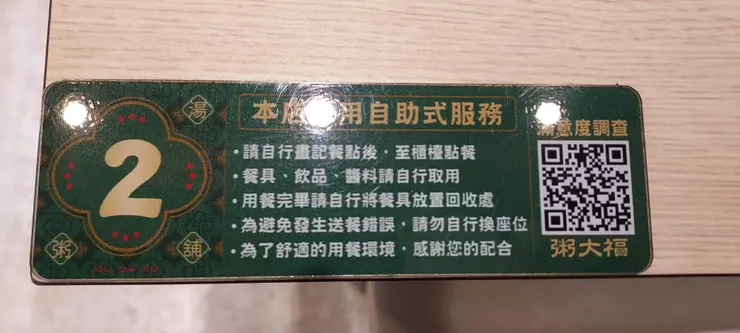 湯
2
粥
舖
本店 用自助式服務
•請自行畫記餐點後，至櫃檯點餐
•餐具、飲品、醬料請自行取用
•用餐完畢請自行將餐具放置回收處
•為避免發生送餐錯誤，請勿自行換座位
•為了舒適的用餐環境，感謝您的配合
滿意度調查
粥大福